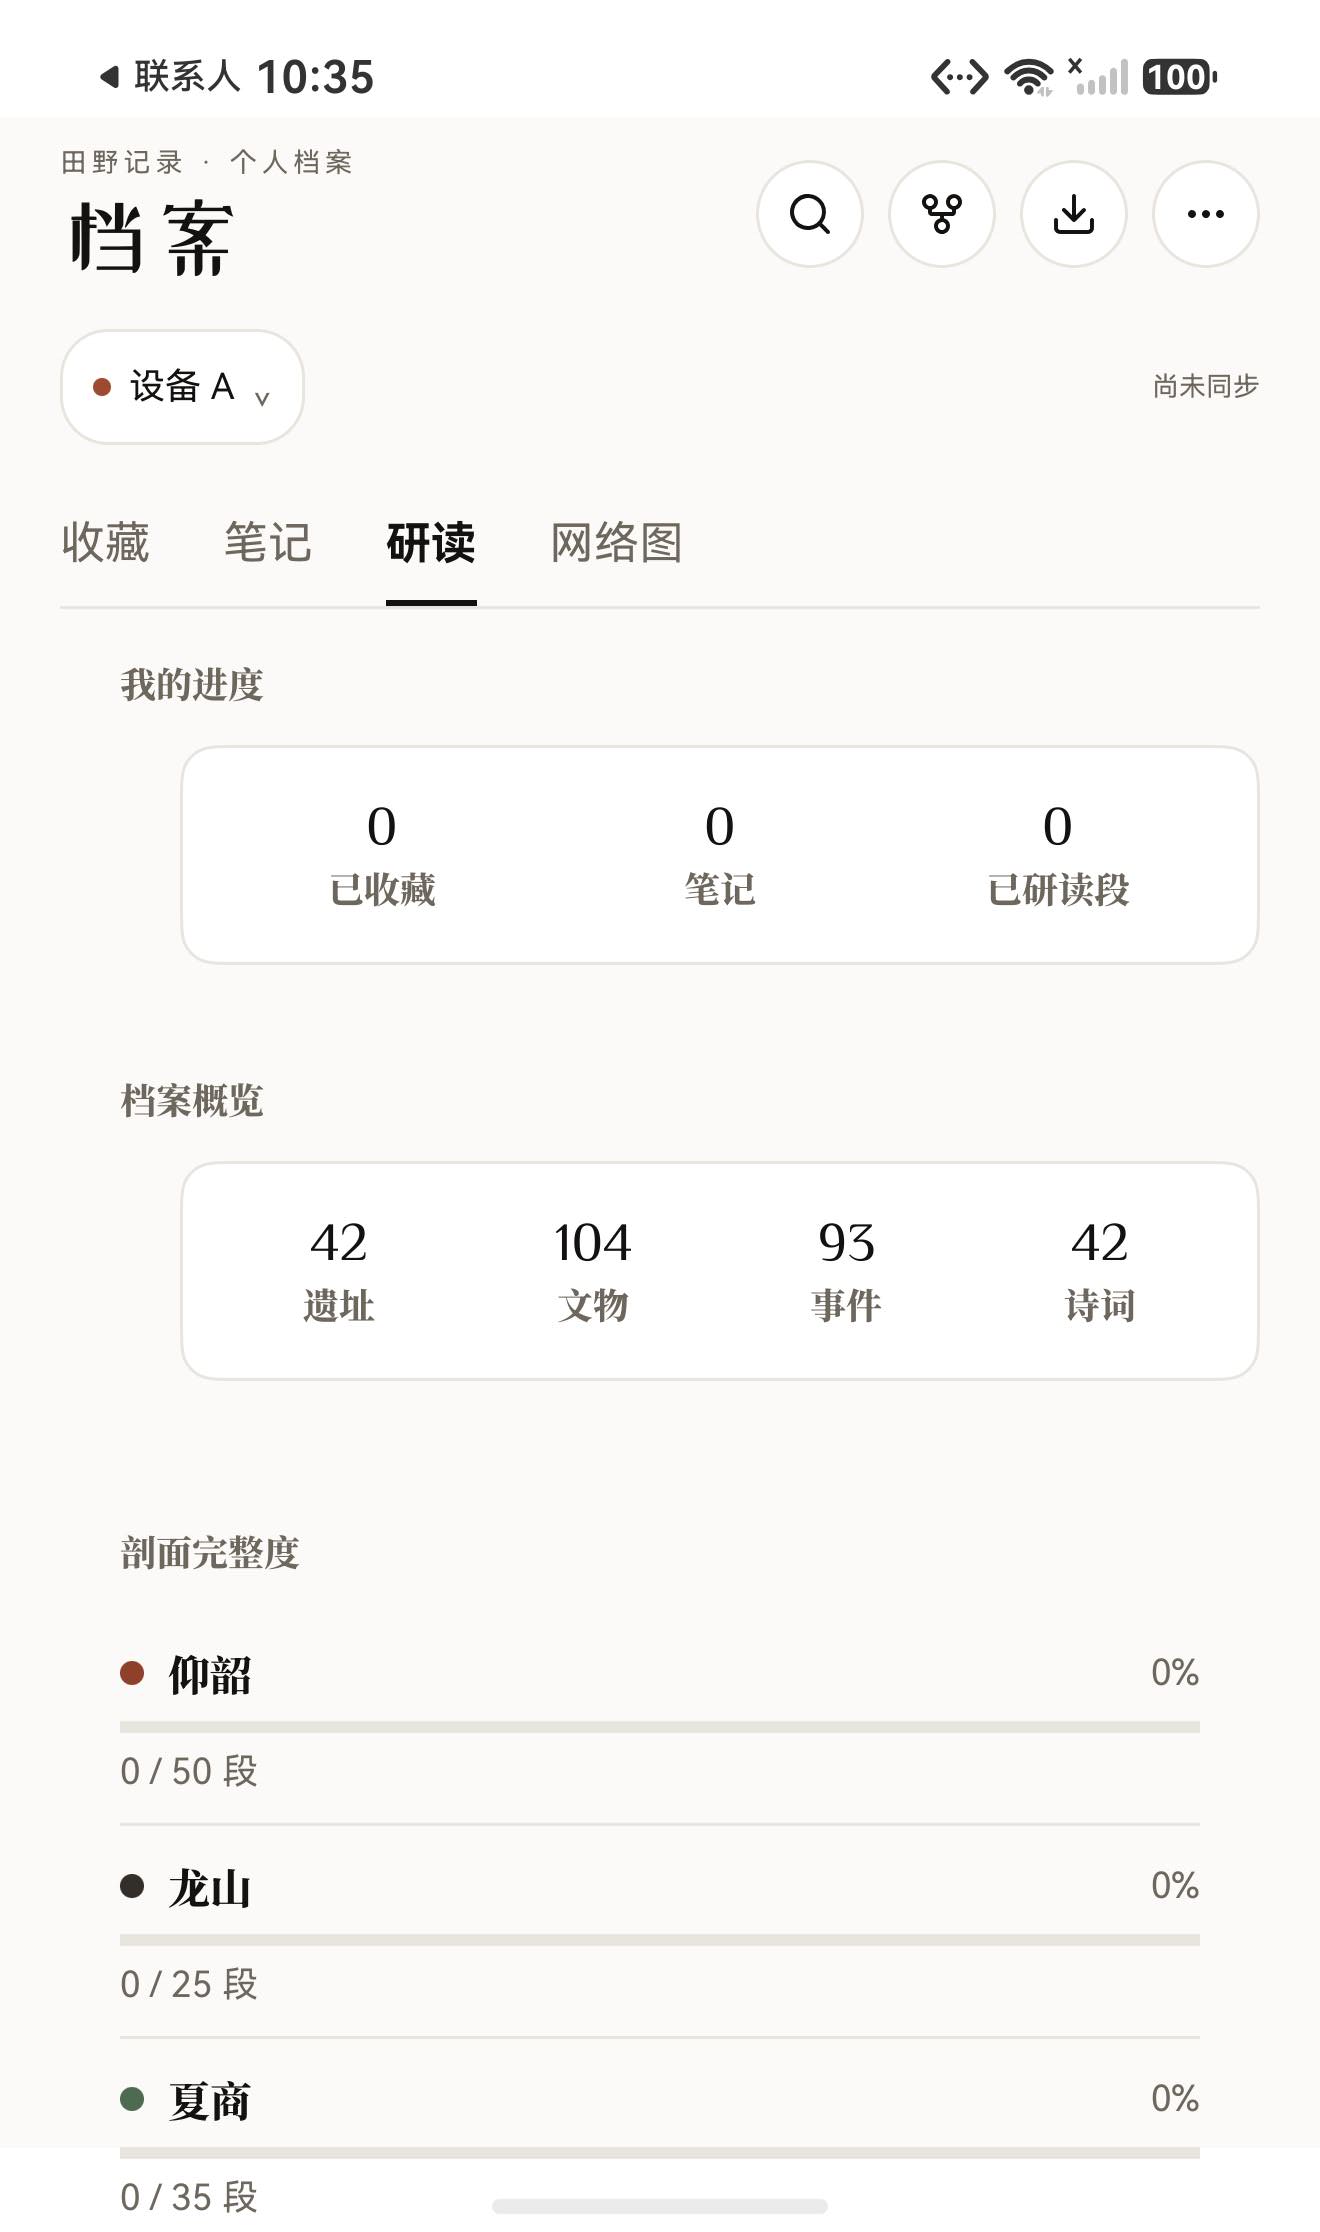 联系人 10:35 100
田野记录 · 个人档案
档案
设备 A
尚未同步
收藏 笔记 研读 网络图
我的进度
0 0 0
已收藏 笔记 已研读段
档案概览
42 104 93 42
遗址 文物 事件 诗词
剖面完整度
仰韶 0%
0 / 50 段
龙山 0%
0 / 25 段
夏商 0%
0 / 35 段